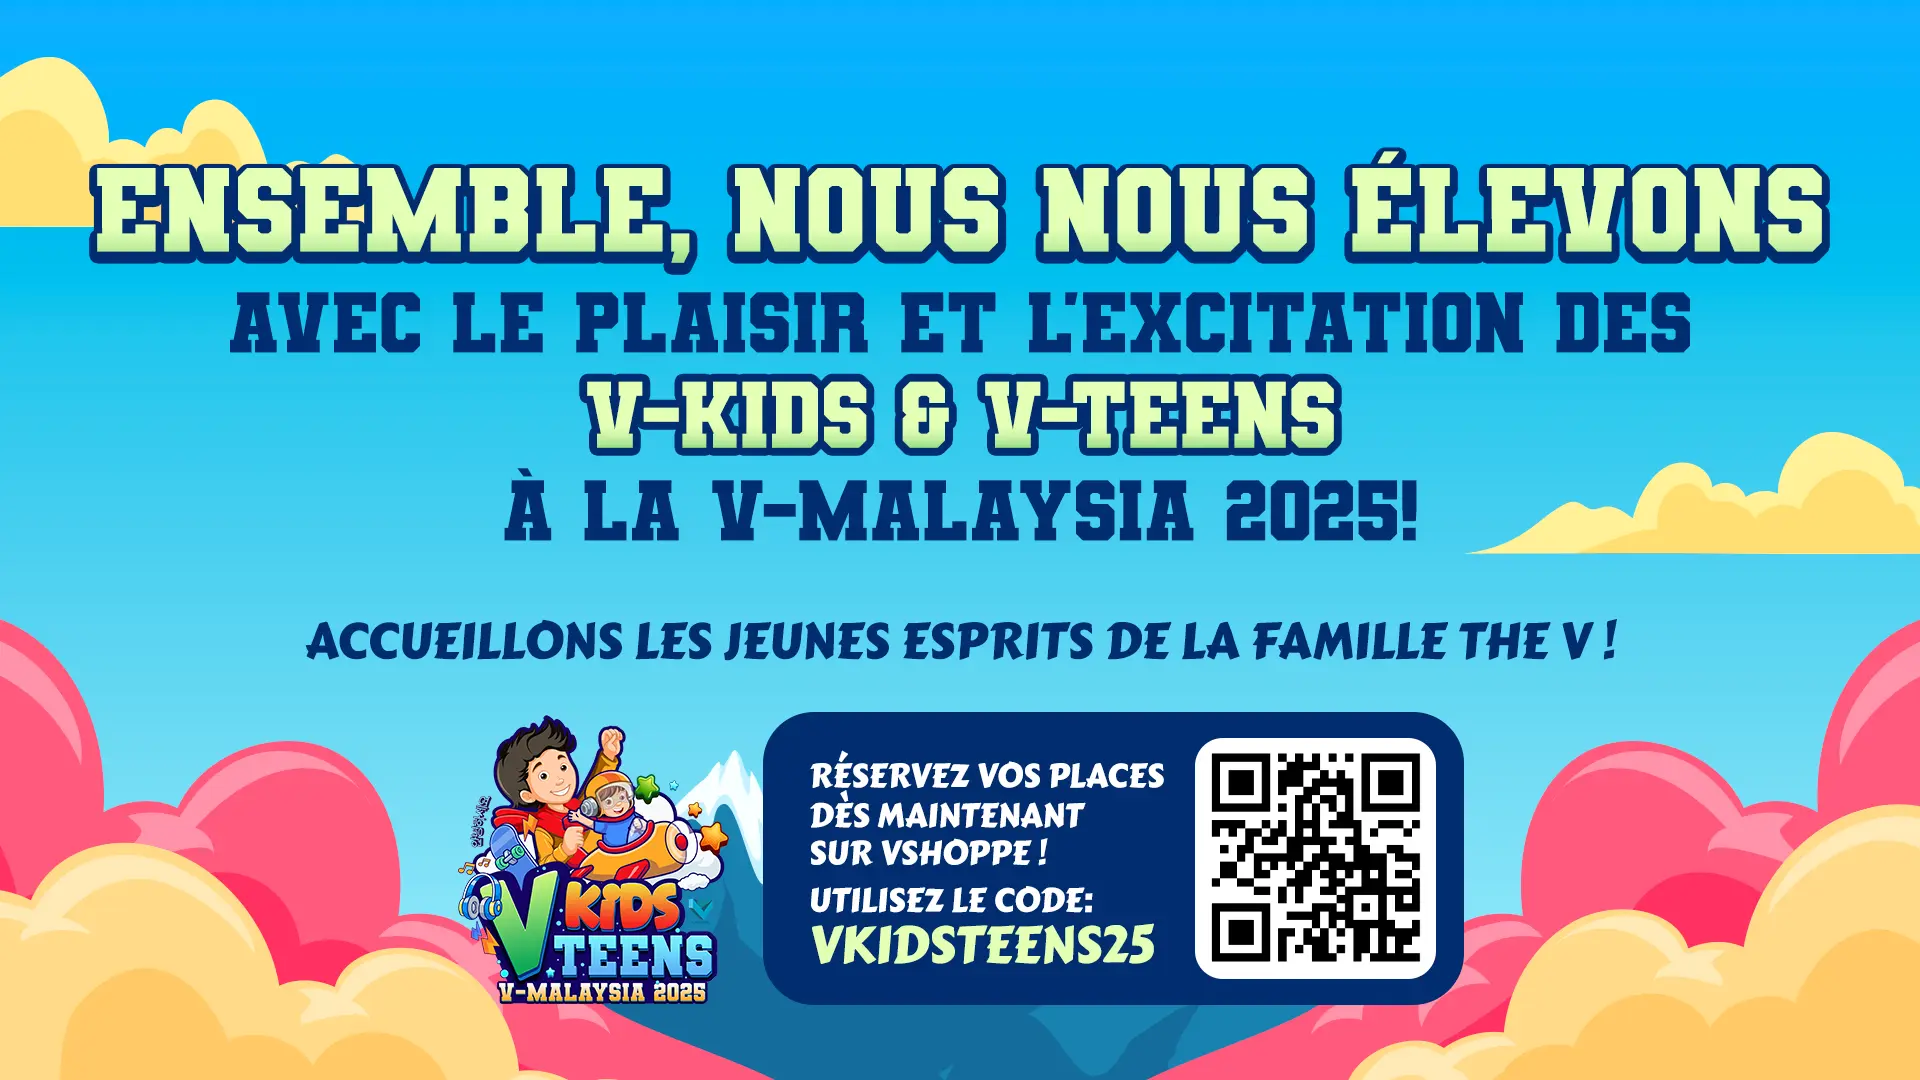 ENSEMBLE, NOUS NOUS ÉLEVONS
AVEC LE PLAISIR ET L'EXCITATION DES
V-KIDS & V-TEENS
À LA V-MALAYSIA 2025!
ACCUEILLONS LES JEUNES ESPRITS DE LA FAMILLE THE V !
V KIDS
TEENS
V-MALAYSIA 2025
RÉSERVEZ VOS PLACES
DÈS MAINTENANT
SUR VSHOPPE !
UTILISEZ LE CODE:
VKIDSTEENS25